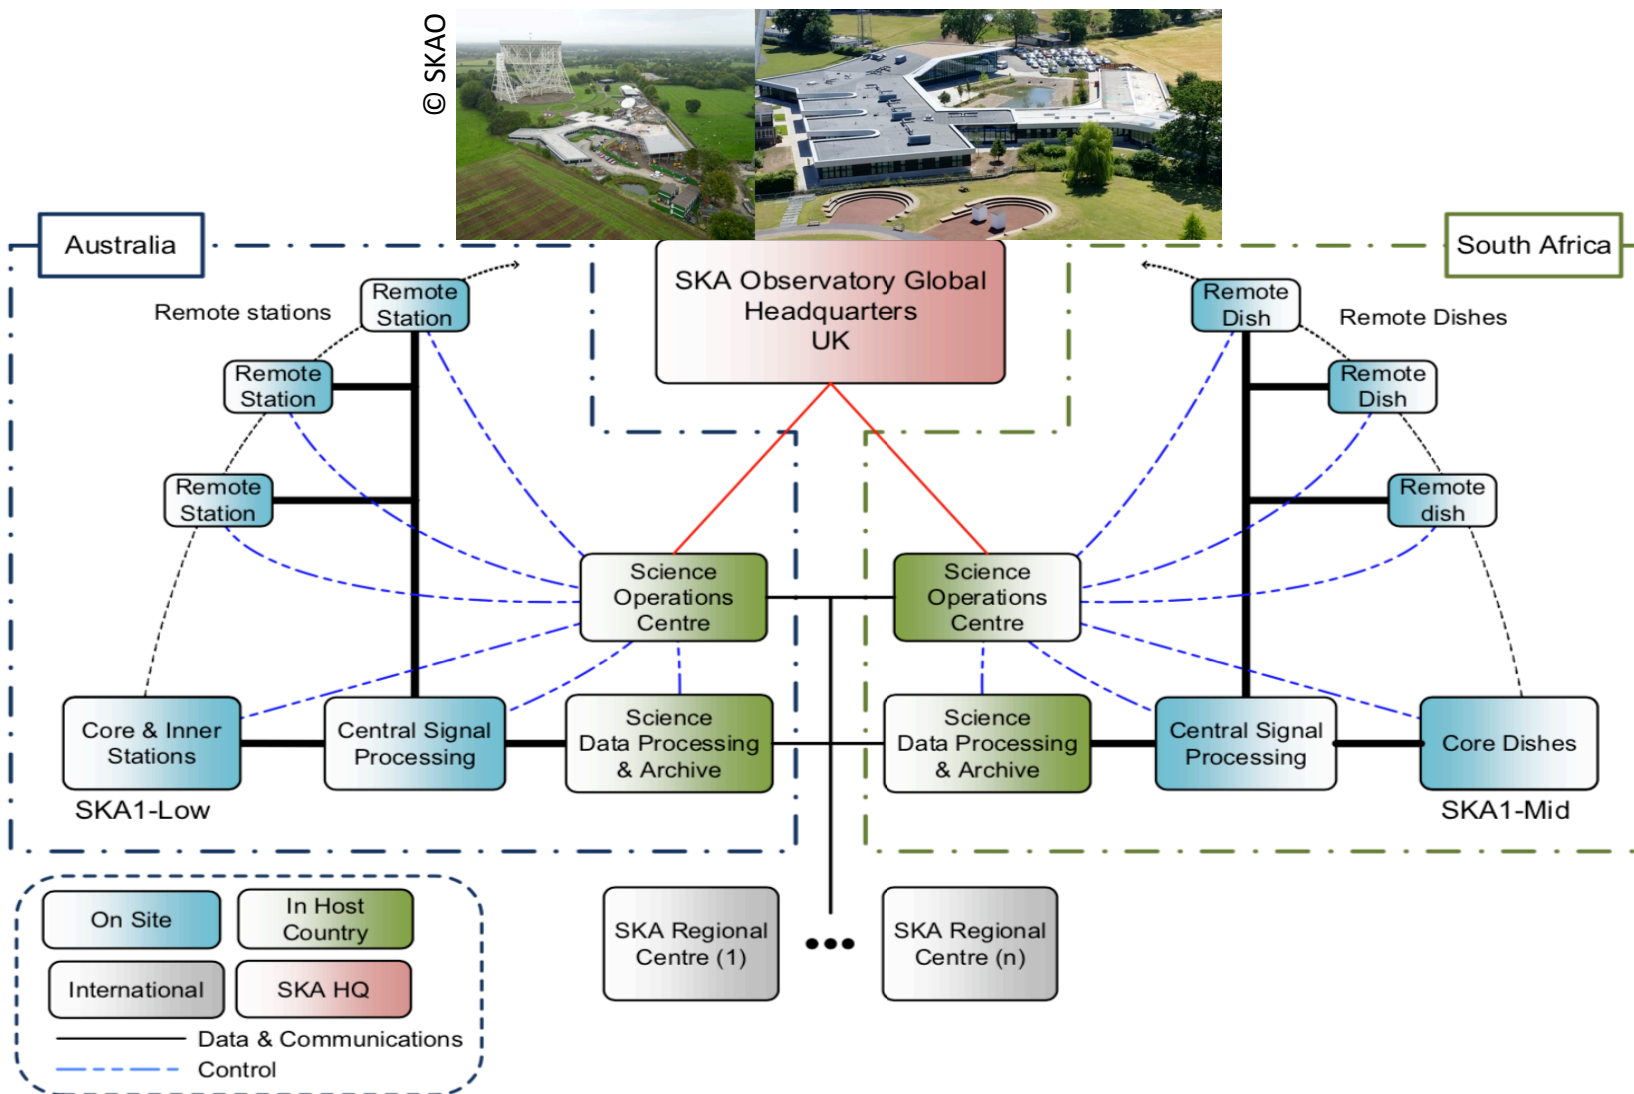 © SKAO
Australia
South Africa
SKA Observatory Global
Headquarters
UK
Remote stations
Remote
Station
Remote
Station
Remote
Station
Remote
Dish
Remote Dishes
Remote
Dish
Remote
dish
Science
Operations
Centre
Science
Operations
Centre
Core & Inner
Stations
Central Signal
Processing
Science
Data Processing
& Archive
Science
Data Processing
& Archive
Central Signal
Processing
Core Dishes
SKA1-Low
SKA1-Mid
On Site
In Host
Country
International
SKA HQ
Data & Communications
Control
SKA Regional
Centre (1)
SKA Regional
Centre (n)